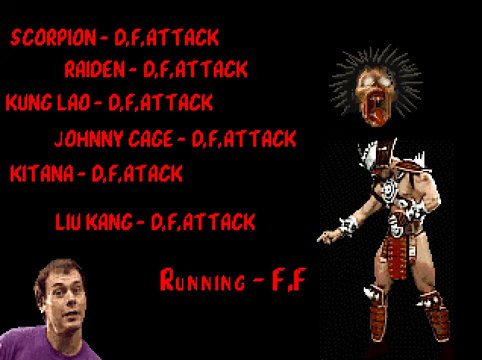 SCORPION - D,F,ATTACK
RAIDEN - D,F,ATTACK
KUNG LAO - D,F,ATTACK
JOHNNY CAGE - D,F,ATTACK
KITANA - D,F,ATACK
LIU KANG - D,F,ATTACK
RUNNING - F,F